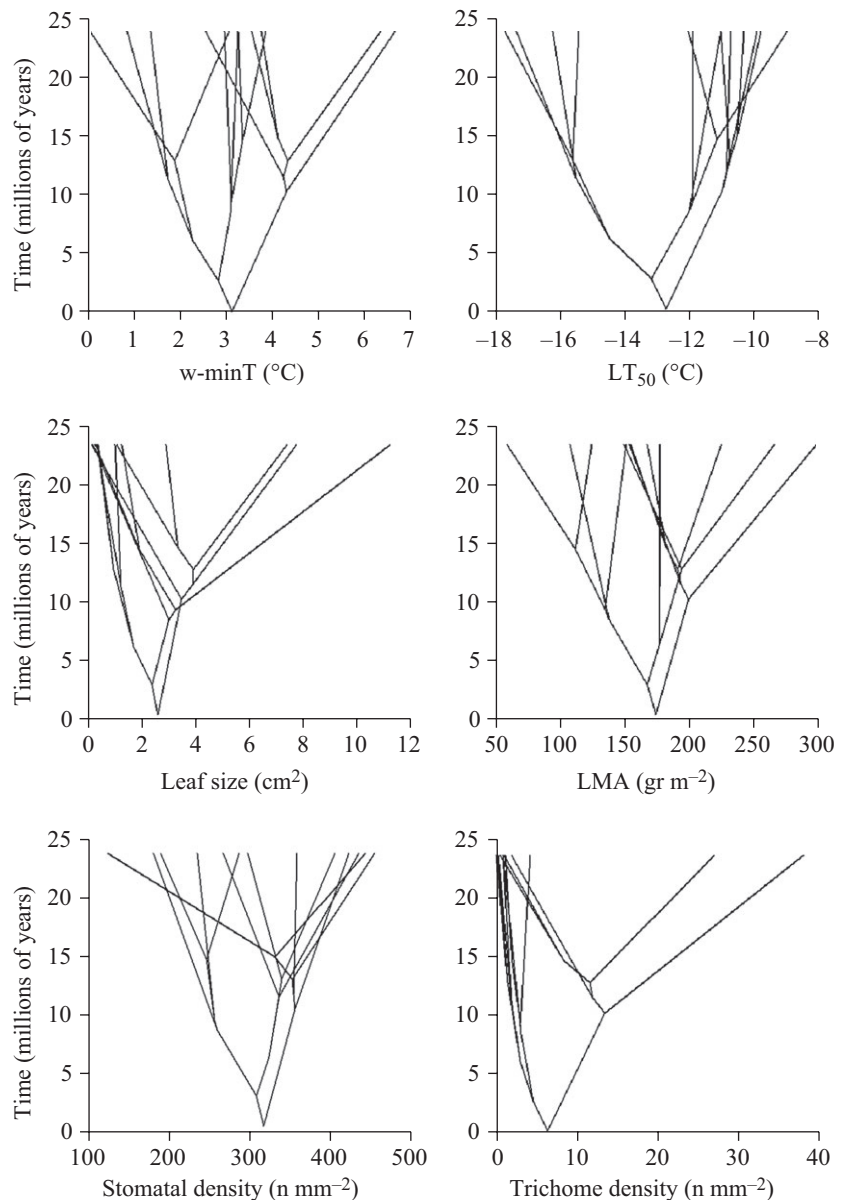 25
20
15
10
5
0
Time (millions of years)
0 1 2 3 4 5 6 7
w-minT (°C)
25
20
15
10
5
0
–18 –16 –14 –12 –10 –8
LT50 (°C)
25
20
15
10
5
0
Time (millions of years)
0 2 4 6 8 10 12
Leaf size (cm2)
25
20
15
10
5
0
50 100 150 200 250 300
LMA (gr m–2)
25
20
15
10
5
0
Time (millions of years)
100 200 300 400 500
Stomatal density (n mm–2)
25
20
15
10
5
0
0 10 20 30 40
Trichome density (n mm–2)